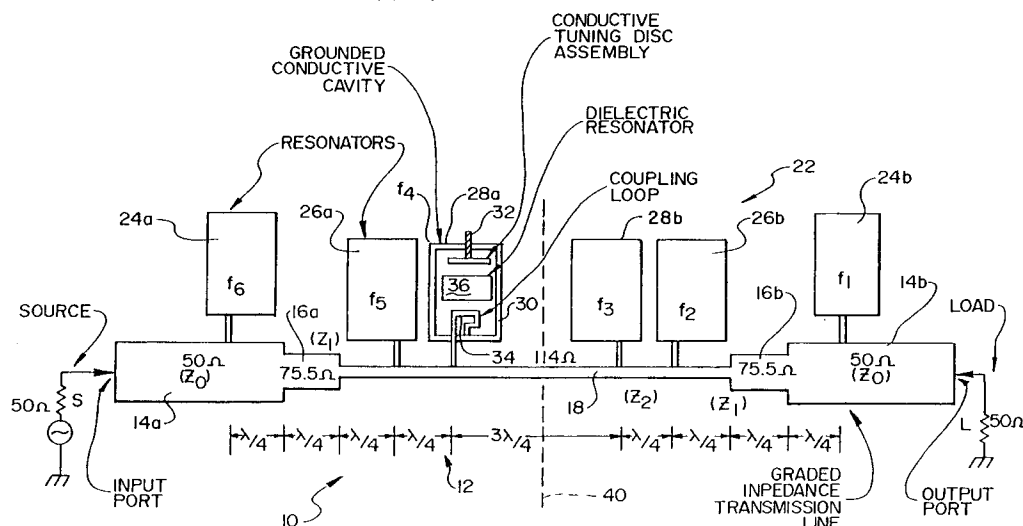 CONDUCTIVE
TUNING DISC
ASSEMBLY
GROUNDED
CONDUCTIVE
CAVITY
DIELECTRIC
RESONATOR
RESONATORS
COUPLING
LOOP
22
24b
24a
26a
f4
28a
32
28b
26b
36
f6
f5
f3
f2
f1
30
SOURCE
16a
(Z1)
34
114Ω
16b
14b
LOAD
50Ω
(Z0)
75.5Ω
75.5Ω
50Ω
(Z0)
50Ω
S
14a
18
(Z2)
(Z1)
L
50Ω
λ/4
λ/4
λ/4
λ/4
3λ/4
λ/4
λ/4
λ/4
λ/4
INPUT
PORT
10
12
40
GRADED
INPEDANCE
TRANSMISSION
LINE
OUTPUT
PORT